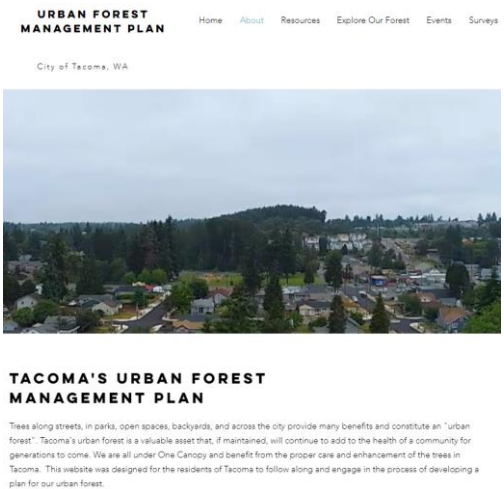 URBAN FOREST
MANAGEMENT PLAN
Home About Resources Explore Our Forest Events Surveys
City of Tacoma, WA
TACOMA'S URBAN FOREST
MANAGEMENT PLAN
Trees along streets, in parks, open spaces, backyards, and across the city provide many benefits and constitute an "urban
forest". Tacoma's urban forest is a valuable asset that, if maintained, will continue to add to the health of a community for
generations to come. We are all under One Canopy and benefit from the proper care and enhancement of the trees in
Tacoma. This website was designed for the residents of Tacoma to follow along and engage in the process of developing a
plan for our urban forest.